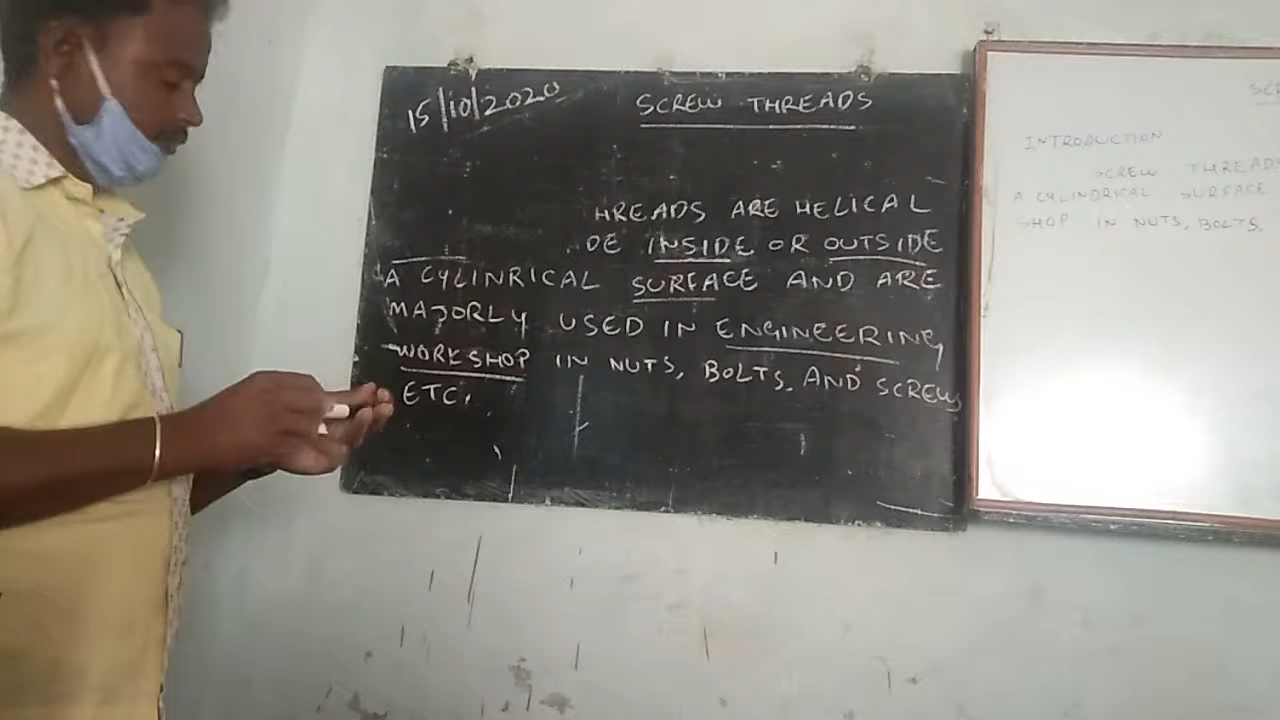 15/10/2020
SCREW THREADS
HREADS ARE HELICAL
DE INSIDE OR OUTSIDE
A CYLINRICAL SURFACE AND ARE
MAJORLY USED IN ENGINEERING
WORKSHOP IN NUTS, BOLTS, AND SCREWS
ETC.
SCR
INTRODUCTION
SCREW THREADS
A CYLINDRICAL SURFACE
SHOP IN NUTS, BOLTS,